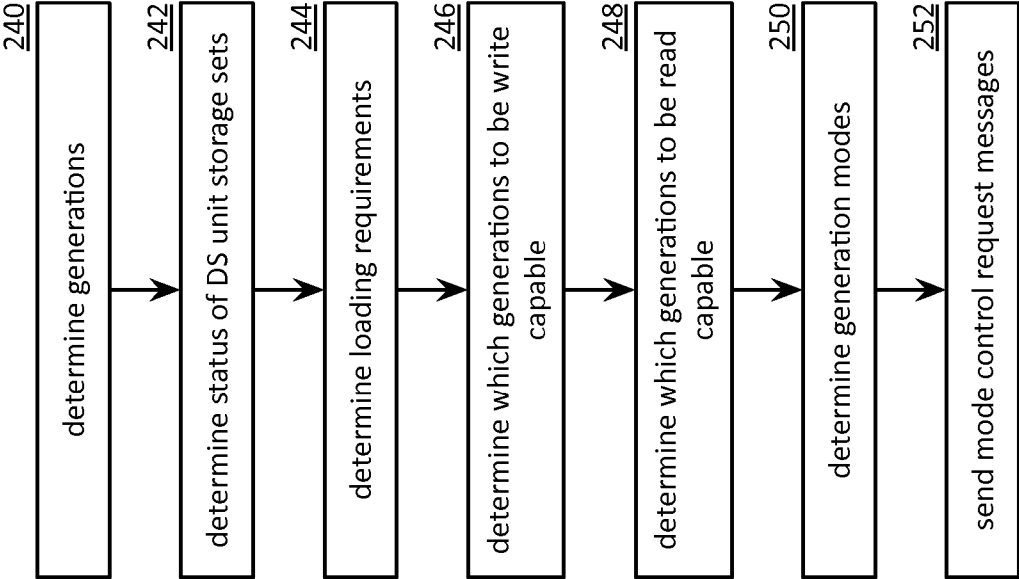 240
determine generations
242
determine status of DS unit storage sets
244
determine loading requirements
246
determine which generations to be write
capable
248
determine which generations to be read
capable
250
determine generation modes
252
send mode control request messages